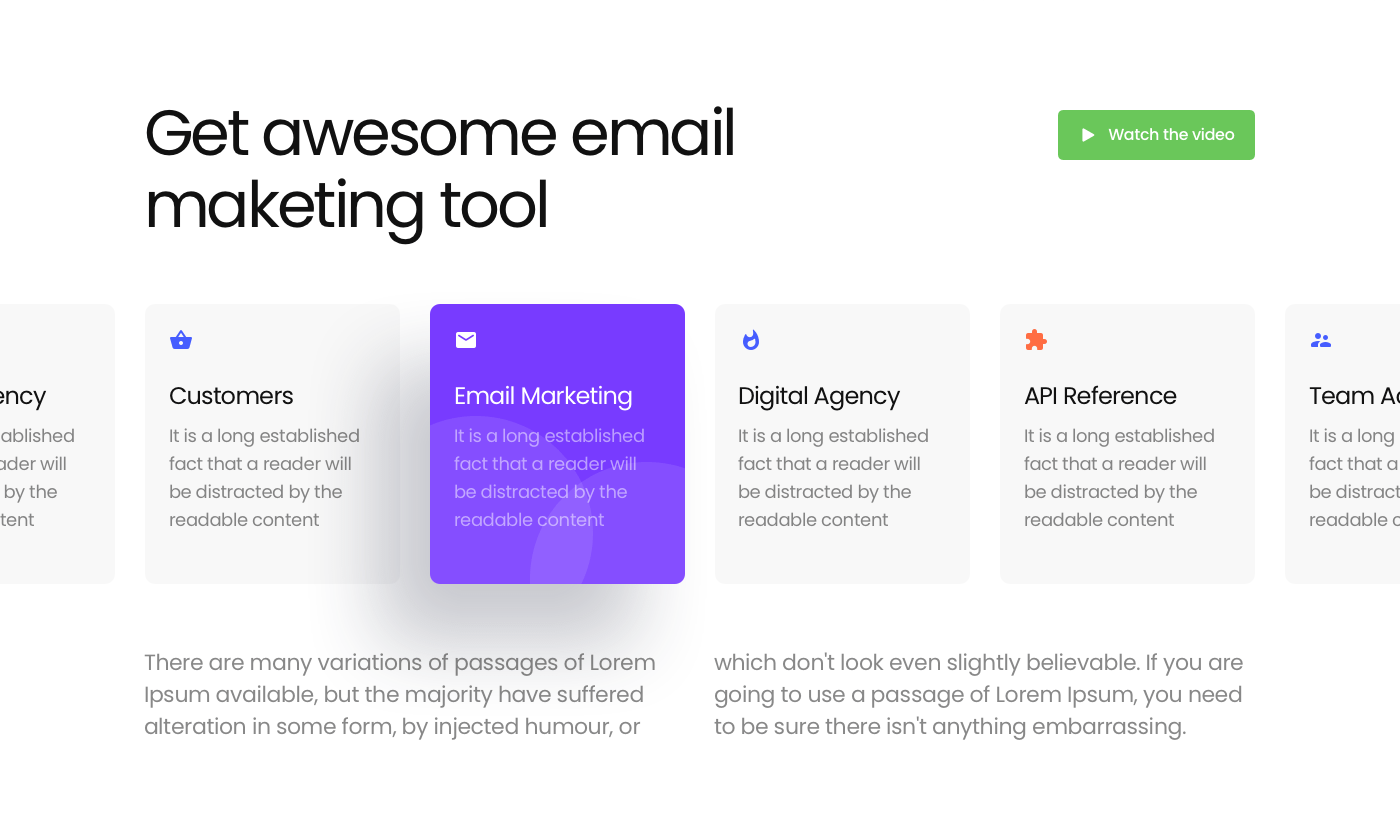 Get awesome email
maketing tool
Watch the video
ency
ablished
ader will
by the
tent
Customers
It is a long established
fact that a reader will
be distracted by the
readable content
Email Marketing
It is a long established
fact that a reader will
be distracted by the
readable content
Digital Agency
It is a long established
fact that a reader will
be distracted by the
readable content
API Reference
It is a long established
fact that a reader will
be distracted by the
readable content
Team Ac
It is a long
fact that a
be distract
readable c
There are many variations of passages of Lorem
Ipsum available, but the majority have suffered
alteration in some form, by injected humour, or
which don't look even slightly believable. If you are
going to use a passage of Lorem Ipsum, you need
to be sure there isn't anything embarrassing.